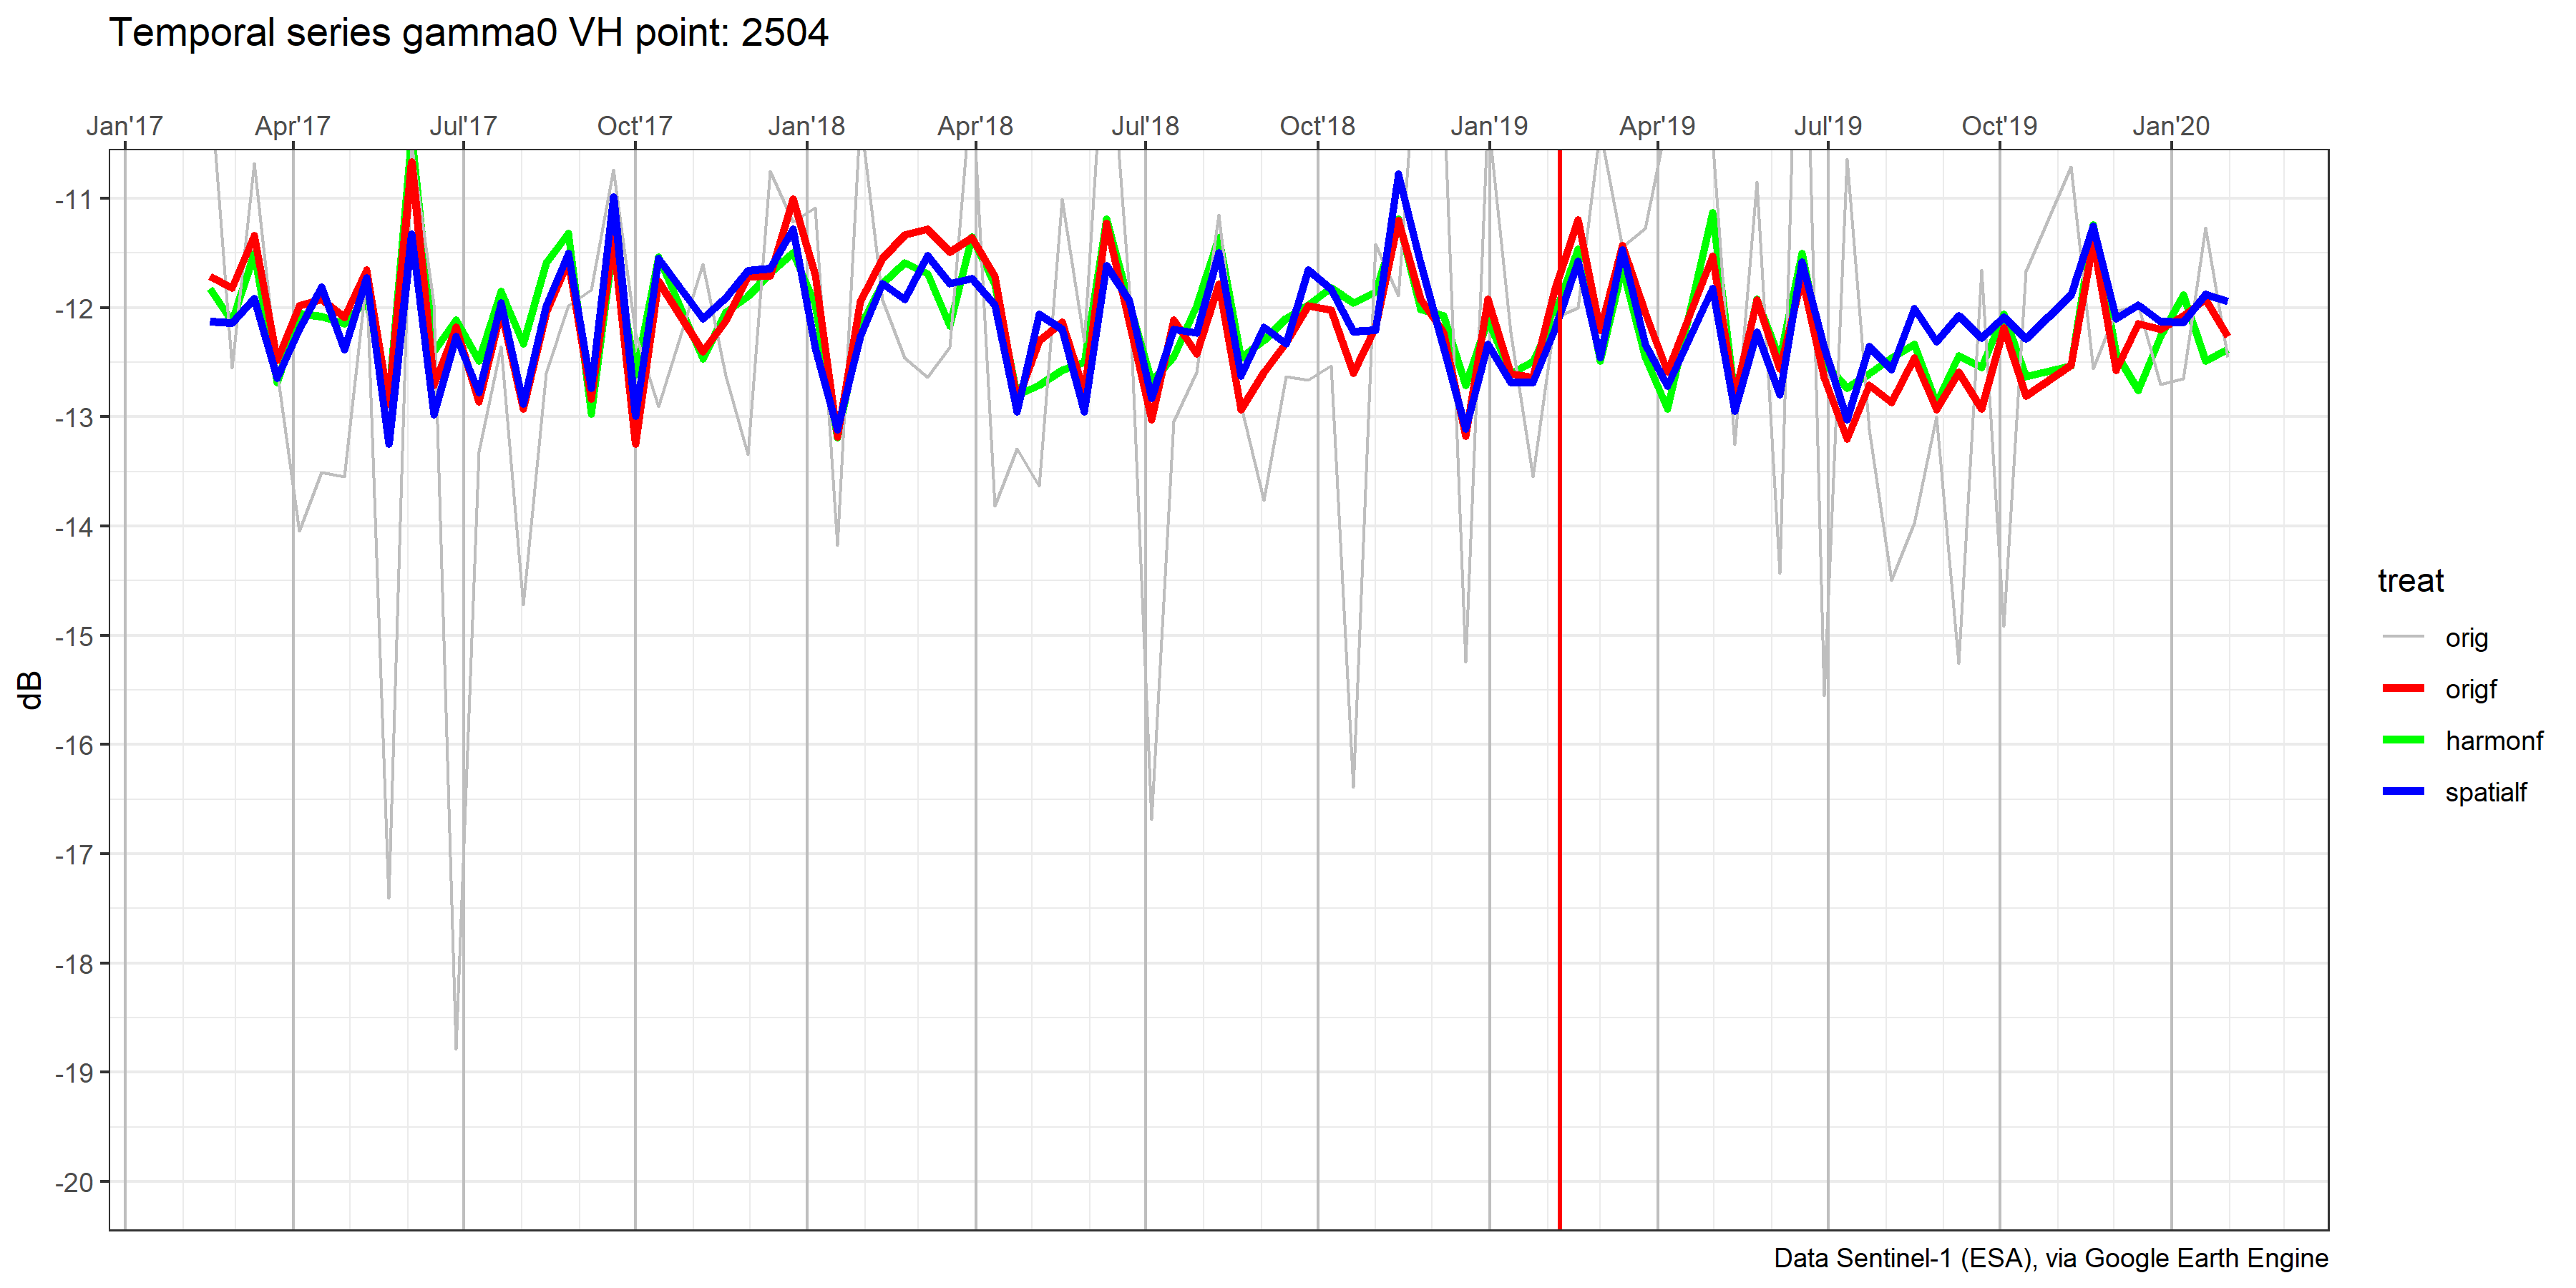 Temporal series gamma0 VH point: 2504
Jan'17 Apr'17 Jul'17 Oct'17 Jan'18 Apr'18 Jul'18 Oct'18 Jan'19 Apr'19 Jul'19 Oct'19 Jan'20
-11
-12
-13
-14
-15
-16
-17
-18
-19
-20
dB
treat
orig
origf
harmonf
spatialf
Data Sentinel-1 (ESA), via Google Earth Engine